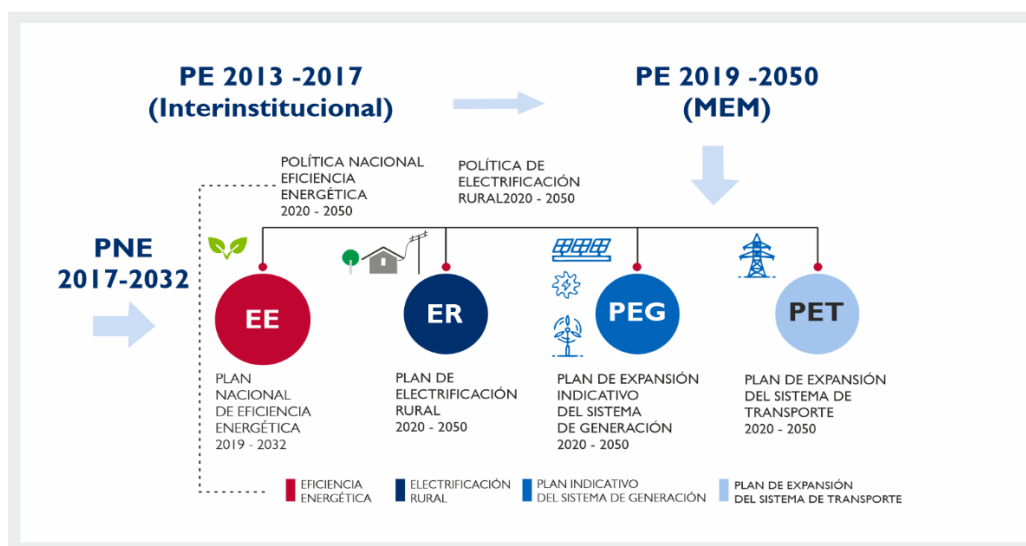 PE 2013 -2017
(Interinstitucional)
PE 2019 -2050
(MEM)
POLÍTICA NACIONAL
EFICIENCIA
ENERGÉTICA
2020 - 2050
POLÍTICA DE
ELECTRIFICACIÓN
RURAL2020 - 2050
PNE
2017-2032
EE
ER
PEG
PET
PLAN
NACIONAL
DE EFICIENCIA
ENERGÉTICA
2019 - 2032
PLAN DE
ELECTRIFICACIÓN
RURAL
2020 - 2050
PLAN DE EXPANSIÓN
INDICATIVO
DEL SISTEMA
DE GENERACIÓN
2020 - 2050
PLAN DE EXPANSIÓN
DEL SISTEMA DE
TRANSPORTE
2020 - 2050
EFICIENCIA
ENERGÉTICA
ELECTRIFICACIÓN
RURAL
PLAN INDICATIVO
DEL SISTEMA DE GENERACIÓN
PLAN DE EXPANSIÓN
DEL SISTEMA DE TRANSPORTE